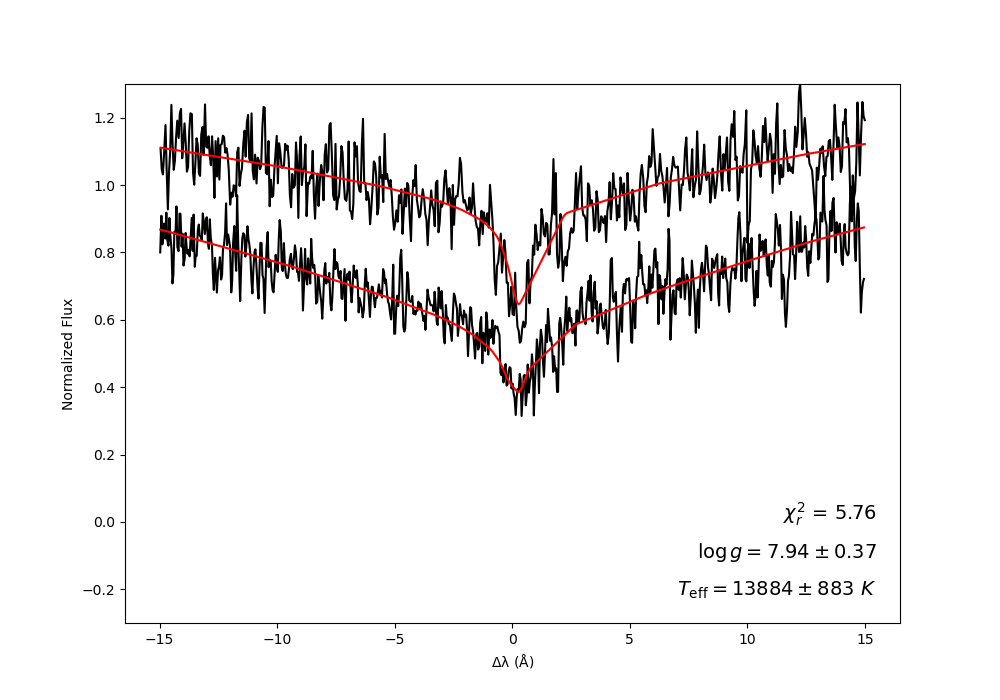 1.2
1.0
0.8
0.6
0.4
0.2
0.0
−0.2
Normalized Flux
χ²ᵣ = 5.76
log g = 7.94 ± 0.37
T_eff = 13884 ± 883 K
−15 −10 −5 0 5 10 15
Δλ (Å)